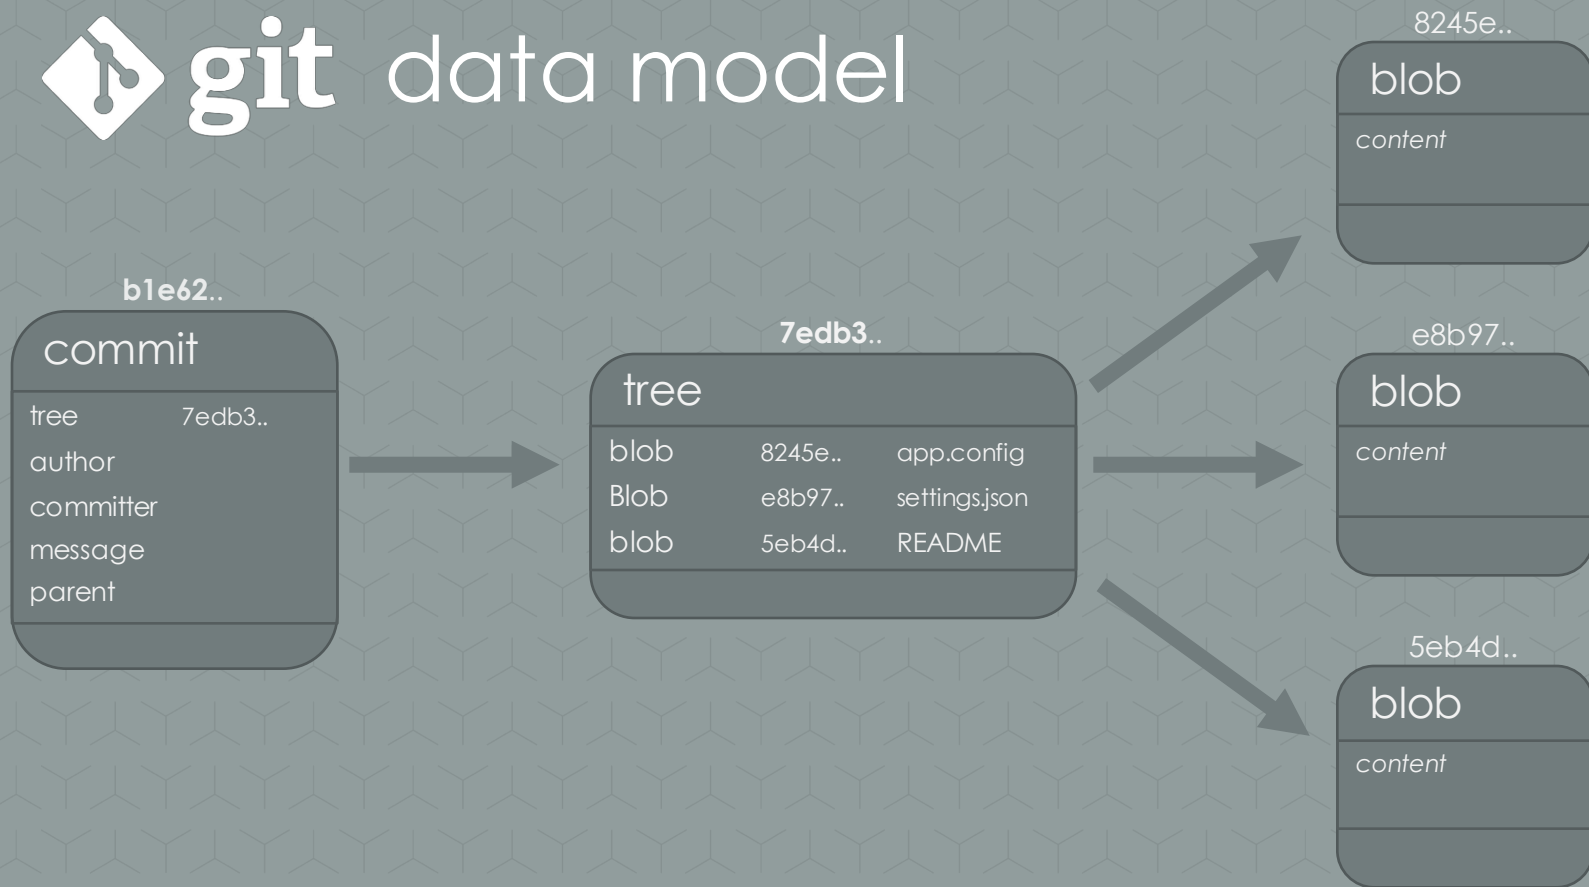 git data model
b1e62..
commit
tree 7edb3..
author
committer
message
parent
7edb3..
tree
blob 8245e.. app.config
Blob e8b97.. settings.json
blob 5eb4d.. README
8245e..
blob
content
e8b97..
blob
content
5eb4d..
blob
content